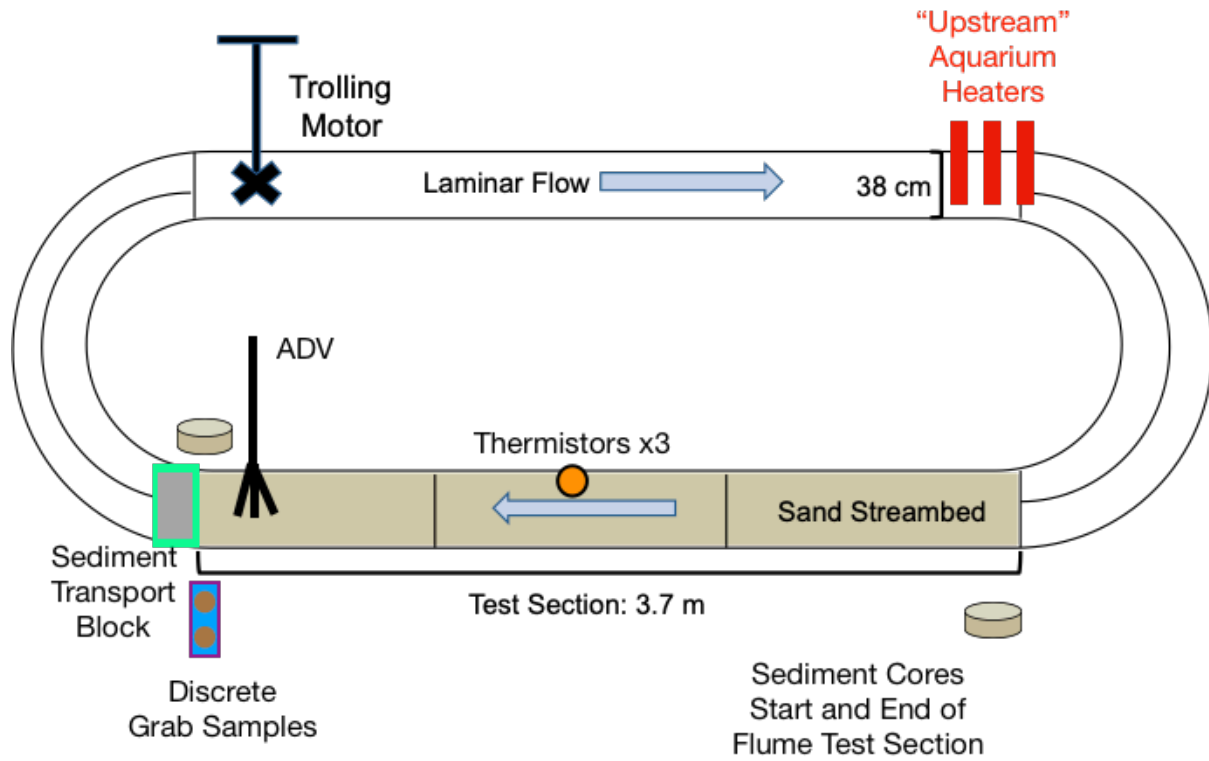 “Upstream”
Aquarium
Heaters
Trolling
Motor
Laminar Flow
38 cm
ADV
Thermistors x3
Sand Streambed
Sediment
Transport
Block
Test Section: 3.7 m
Discrete
Grab Samples
Sediment Cores
Start and End of
Flume Test Section